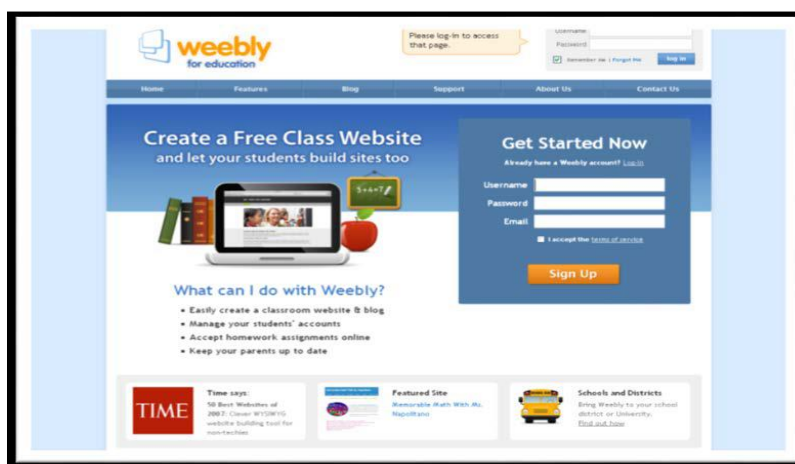 weebly
for education
Please log-in to access
that page.
Username
Password
Remember me | Forgot Me
log in
Home Features Blog Support About Us Contact Us
Create a Free Class Website
and let your students build sites too
5+6=7
Get Started Now
Already have a Weebly account? Log in
Username
Password
Email
I accept the terms of service
Sign Up
What can I do with Weebly?
• Easily create a classroom website & blog
• Manage your students' accounts
• Accept homework assignments online
• Keep your parents up to date
TIME
Time says:
50 Best Websites of
2007: Clever WYSIWYG
website building tool for
non-techies.
Featured Site
Memorable Math With Ms.
Napolitano
Schools and Districts
Bring Weebly to your school
district or University.
Find out how